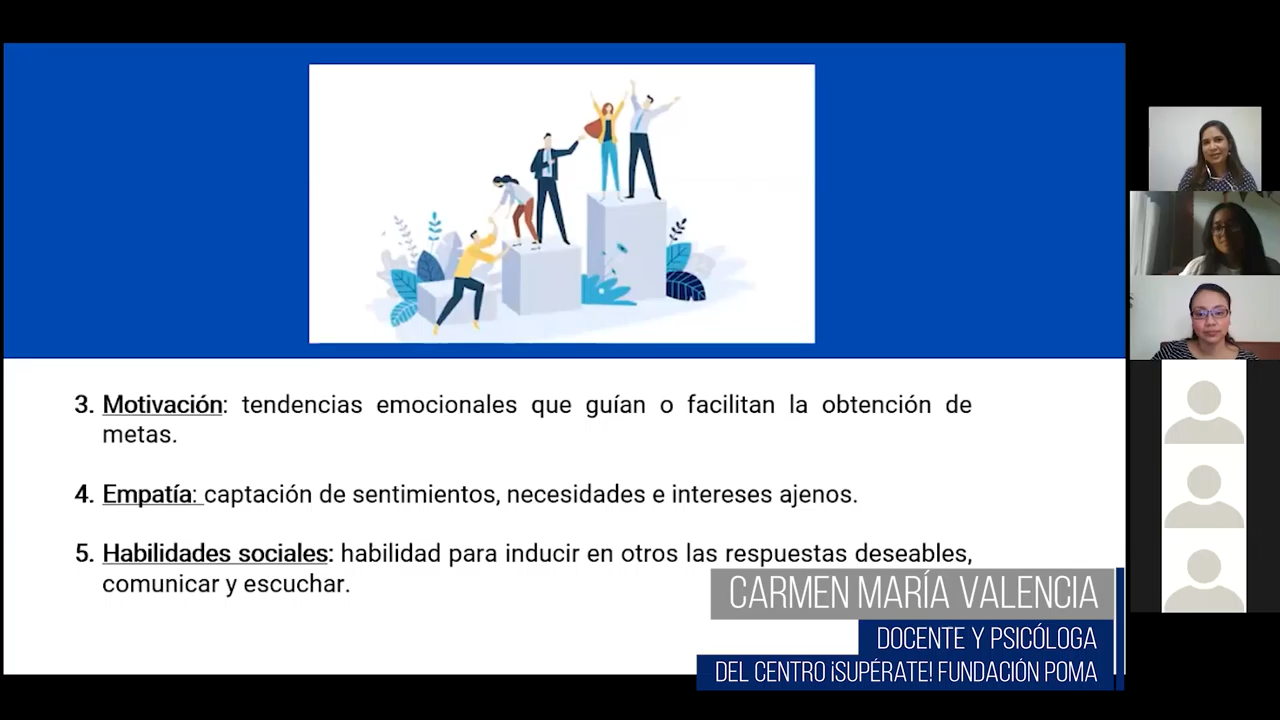 3. Motivación: tendencias emocionales que guían o facilitan la obtención de
metas.
4. Empatía: captación de sentimientos, necesidades e intereses ajenos.
5. Habilidades sociales: habilidad para inducir en otros las respuestas deseables,
comunicar y escuchar.
CARMEN MARÍA VALENCIA
DOCENTE Y PSICÓLOGA
DEL CENTRO ¡SUPÉRATE! FUNDACIÓN POMA